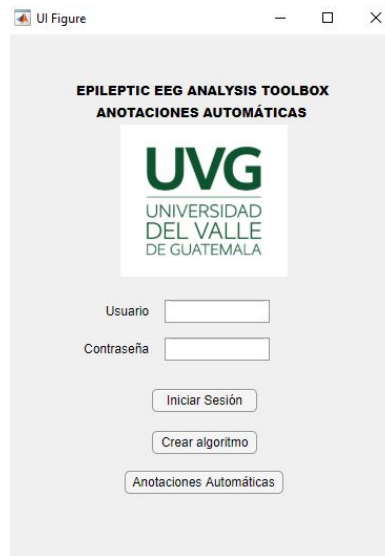 UI Figure
EPILEPTIC EEG ANALYSIS TOOLBOX
ANOTACIONES AUTOMÁTICAS
UVG
UNIVERSIDAD
DEL VALLE
DE GUATEMALA
Usuario
Contraseña
Iniciar Sesión
Crear algoritmo
Anotaciones Automáticas